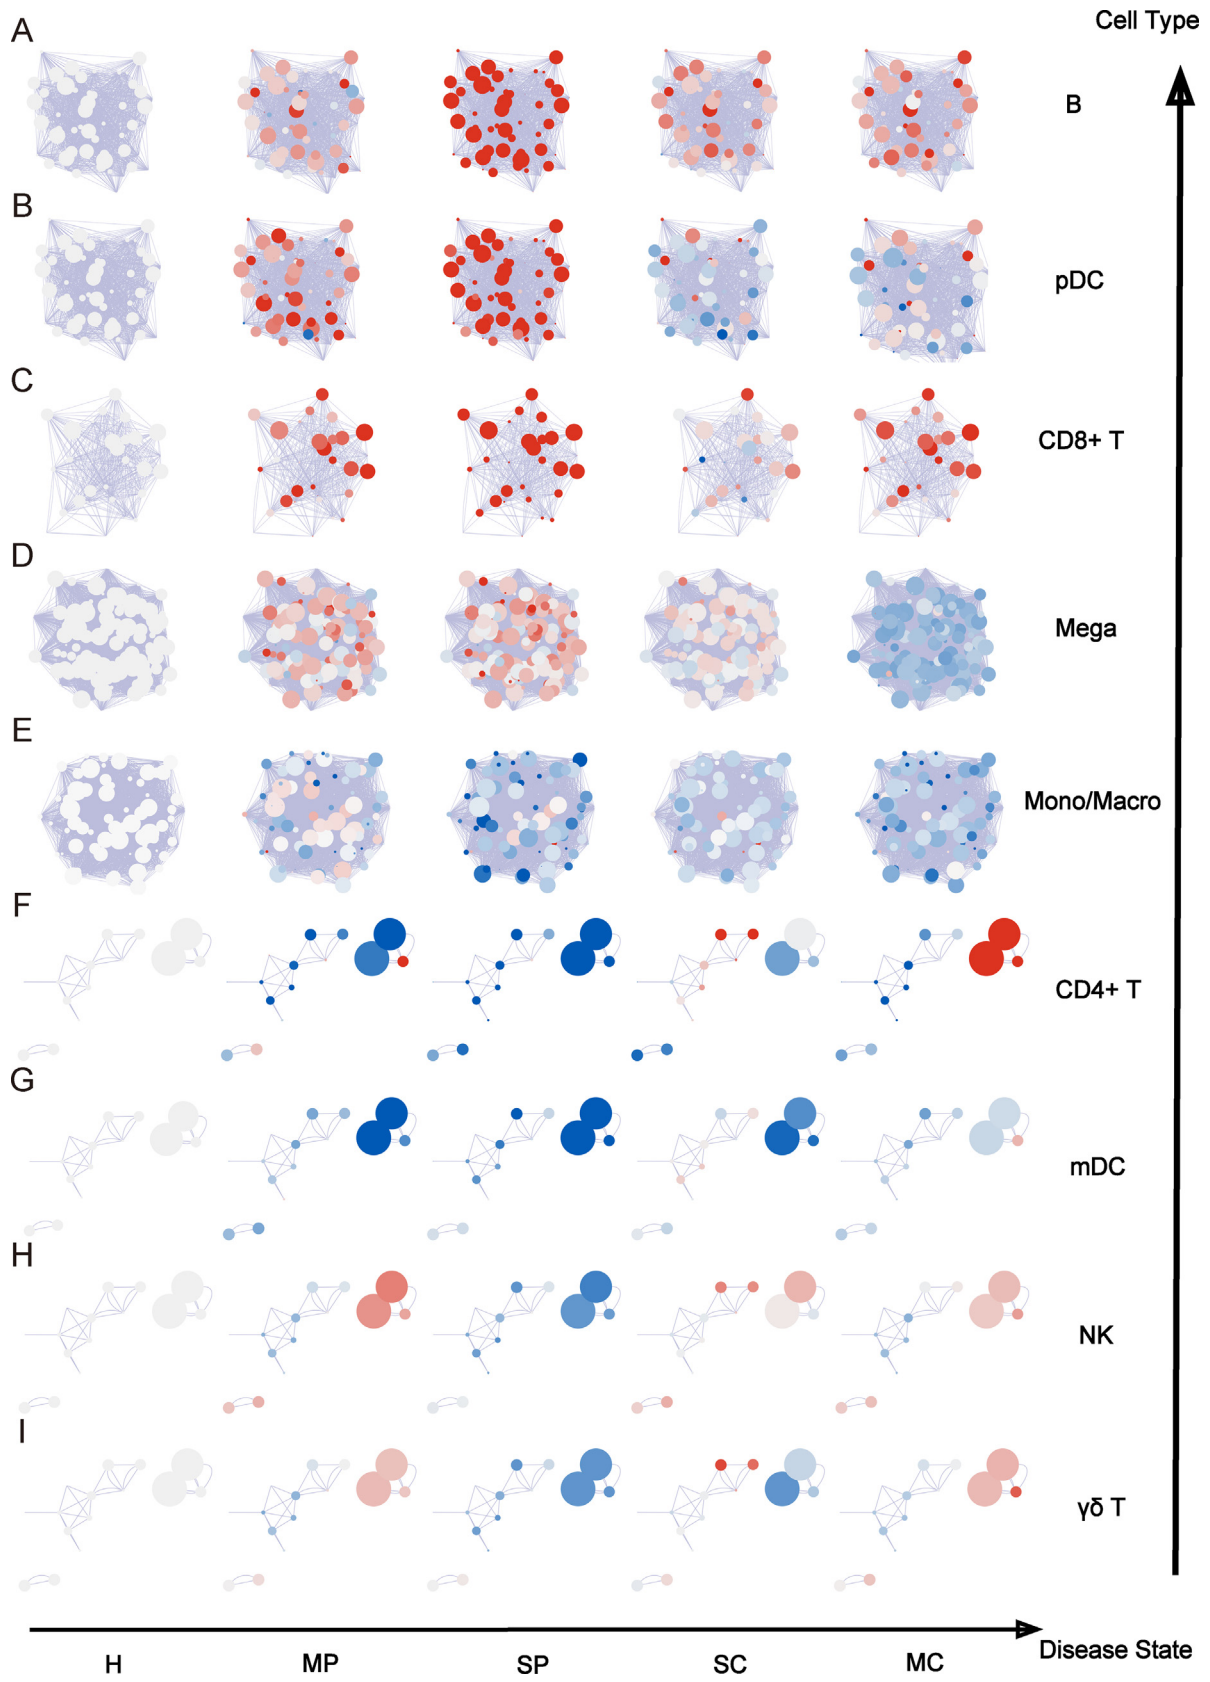 Cell Type
A
B
B
pDC
C
CD8+ T
D
Mega
E
Mono/Macro
F
CD4+ T
G
mDC
H
NK
I
γδ T
Disease State
H MP SP SC MC